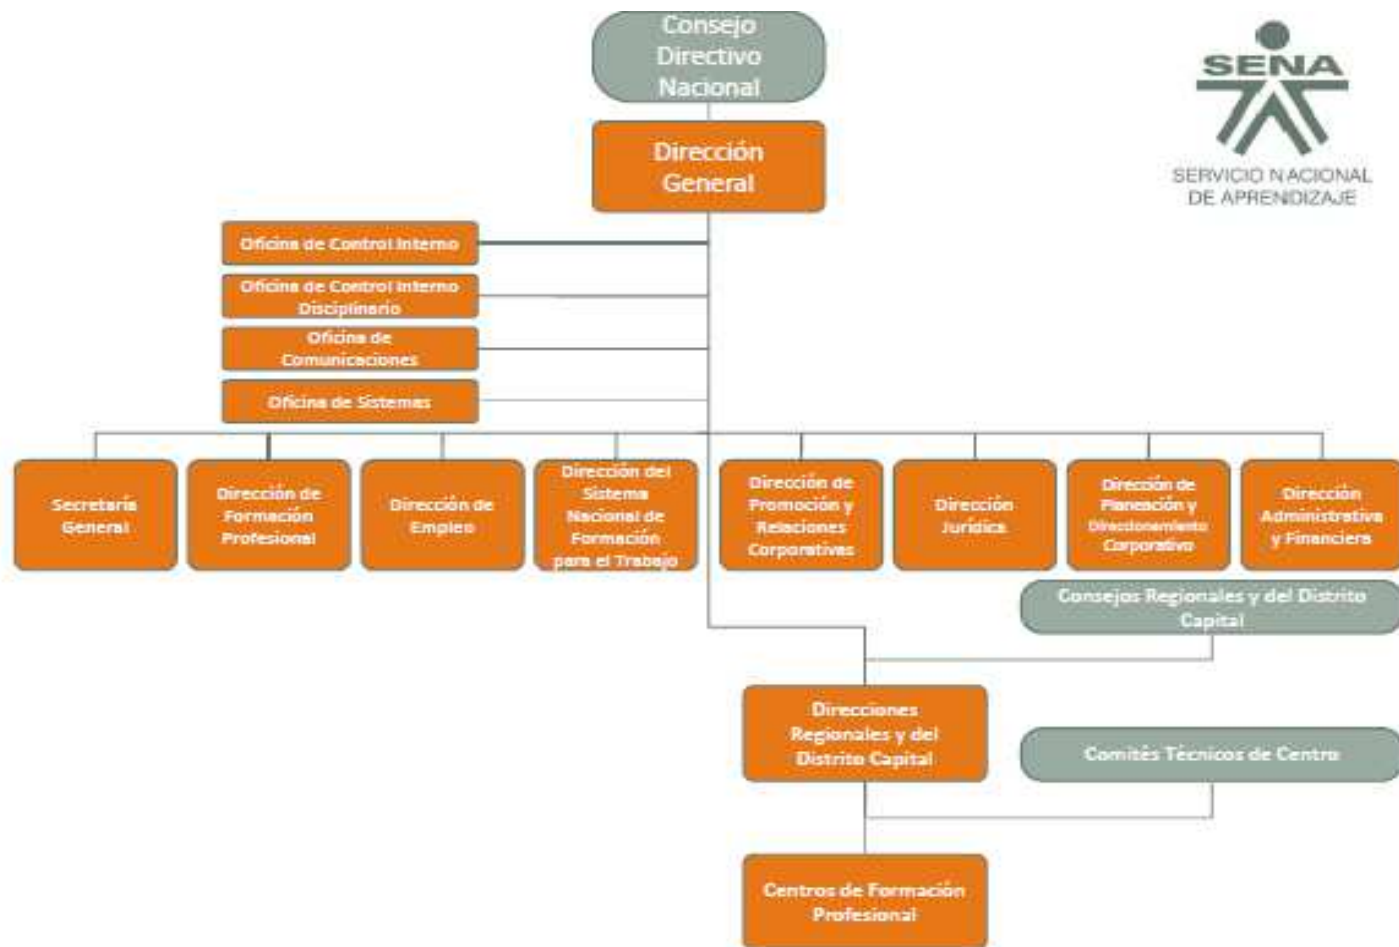 Consejo
Directivo
Nacional
SENA
SERVICIO NACIONAL
DE APRENDIZAJE
Dirección
General
Oficina de Control Interno
Oficina de Control Interno
Disciplinario
Oficina de
Comunicaciones
Oficina de Sistemas
Secretaría
General
Dirección de
Formación
Profesional
Dirección de
Empleo
Dirección del
Sistema
Nacional de
Formación
para el Trabajo
Dirección de
Promoción y
Relaciones
Corporativas
Dirección
Jurídica
Dirección de
Planeación y
Direccionamiento
Corporativo
Dirección
Administrativa
y Financiera
Consejos Regionales y del Distrito
Capital
Direcciones
Regionales y del
Distrito Capital
Comités Técnicos de Centro
Centros de Formación
Profesional